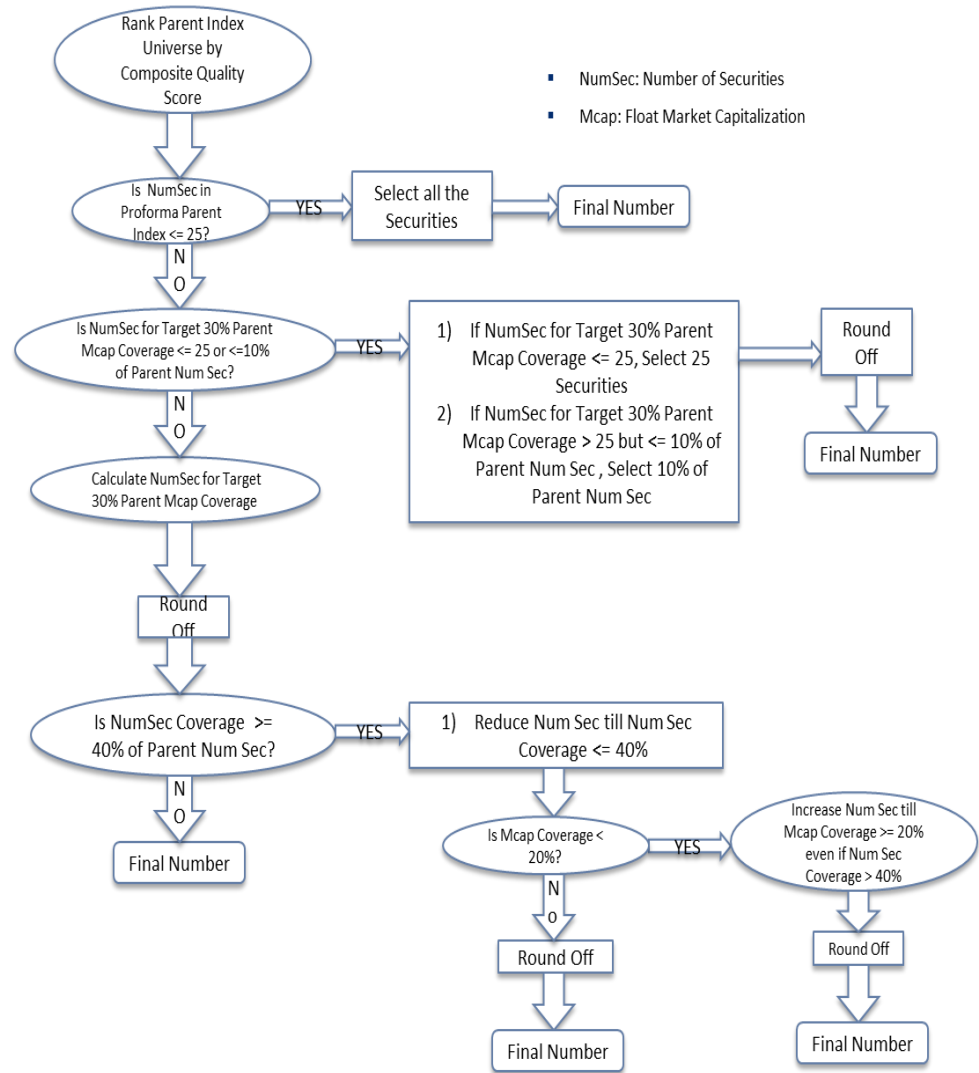 Rank Parent Index
Universe by
Composite Quality
Score
▪ NumSec: Number of Securities
▪ Mcap: Float Market Capitalization
Is NumSec in
Proforma Parent
Index <= 25?
YES
Select all the
Securities
Final Number
N
O
Is NumSec for Target 30% Parent
Mcap Coverage <= 25 or <=10%
of Parent Num Sec?
YES
1) If NumSec for Target 30% Parent
Mcap Coverage <= 25, Select 25
Securities
2) If NumSec for Target 30% Parent
Mcap Coverage > 25 but <= 10% of
Parent Num Sec , Select 10% of
Parent Num Sec
Round
Off
Final Number
N
O
Calculate NumSec for Target
30% Parent Mcap Coverage
Round
Off
Is NumSec Coverage >=
40% of Parent Num Sec?
YES
1) Reduce Num Sec till Num Sec
Coverage <= 40%
N
O
Final Number
Is Mcap Coverage <
20%?
YES
Increase Num Sec till
Mcap Coverage >= 20%
even if Num Sec
Coverage > 40%
N
o
Round Off
Final Number
Round Off
Final Number